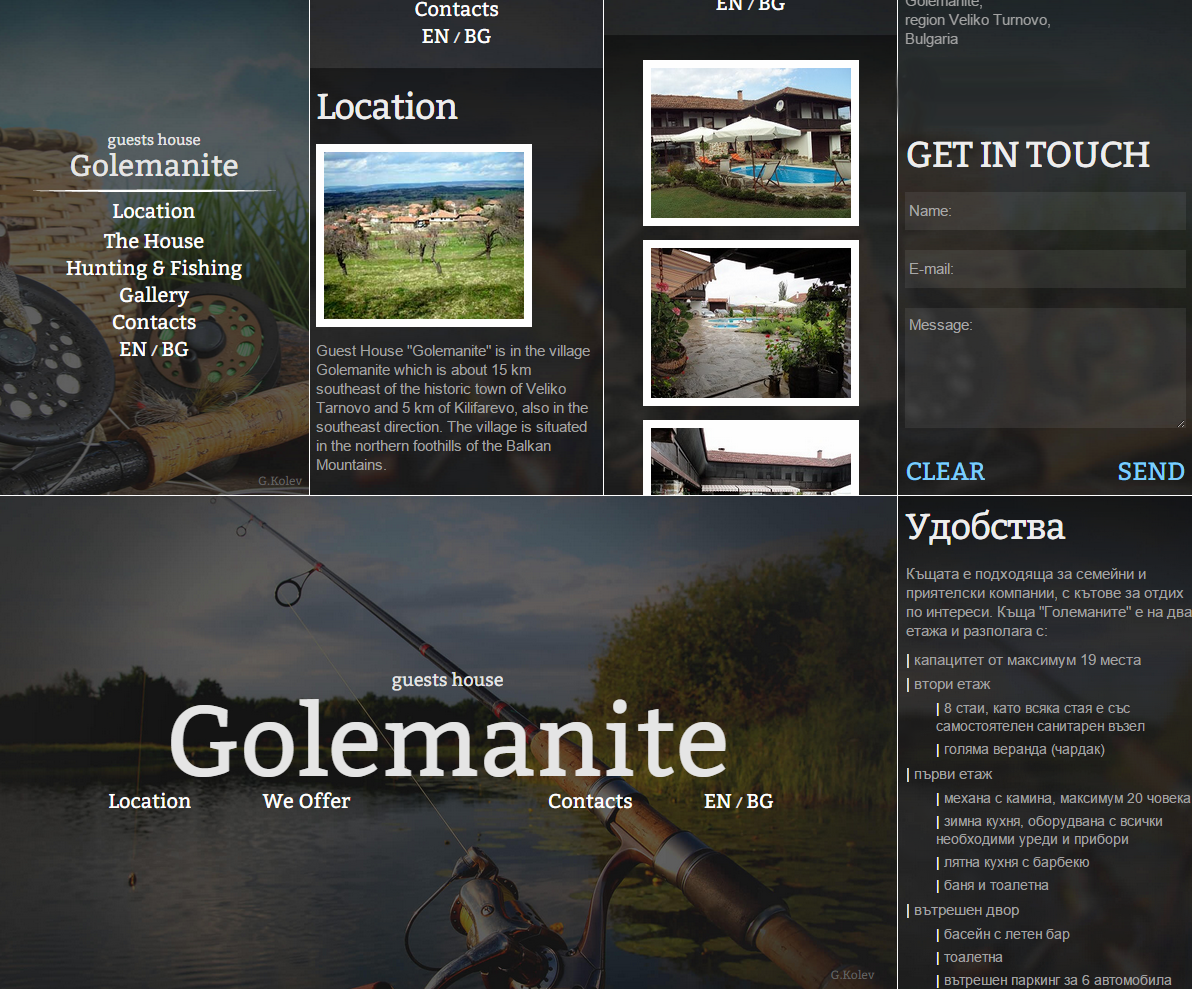 guests house
Golemanite
Location
The House
Hunting & Fishing
Gallery
Contacts
EN / BG
G.Kolev
Contacts
EN / BG
Location
Guest House "Golemanite" is in the village
Golemanite which is about 15 km
southeast of the historic town of Veliko
Tarnovo and 5 km of Kilifarevo, also in the
southeast direction. The village is situated
in the northern foothills of the Balkan
Mountains.
EN / BG
Golemanite,
region Veliko Turnovo,
Bulgaria
GET IN TOUCH
Name:
E-mail:
Message:
CLEAR SEND
guests house
Golemanite
Location We Offer Contacts EN / BG
G.Kolev
Удобства
Къщата е подходяща за семейни и
приятелски компании, с кътове за отдих
по интереси. Къща "Големаните" е на два
етажа и разполага с:
| капацитет от максимум 19 места
| втори етаж
| 8 стаи, като всяка стая е със
самостоятелен санитарен възел
| голяма веранда (чардак)
| първи етаж
| механа с камина, максимум 20 човека
| зимна кухня, оборудвана с всички
необходими уреди и прибори
| лятна кухня с барбекю
| баня и тоалетна
| вътрешен двор
| басейн с летен бар
| тоалетна
| вътрешен паркинг за 6 автомобила